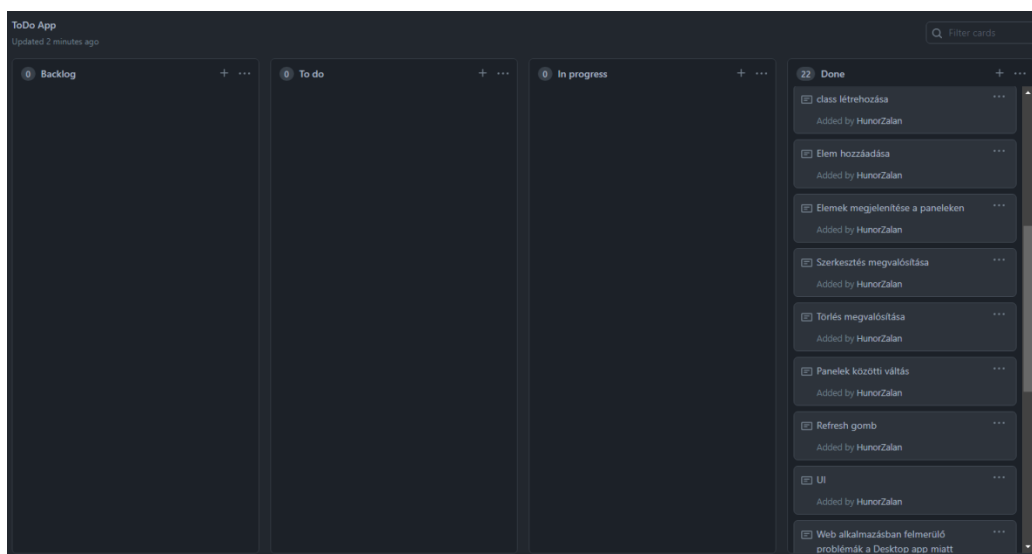 ToDo App
Updated 2 minutes ago
Filter cards
0 Backlog
0 To do
0 In progress
22 Done
class létrehozása
Added by HunorZalan
Elem hozzáadása
Added by HunorZalan
Elemek megjelenítése a paneleken
Added by HunorZalan
Szerkesztés megvalósítása
Added by HunorZalan
Törlés megvalósítása
Added by HunorZalan
Panelek közötti váltás
Added by HunorZalan
Refresh gomb
Added by HunorZalan
UI
Added by HunorZalan
Web alkalmazásban felmerülő
problémák a Desktop app miatt